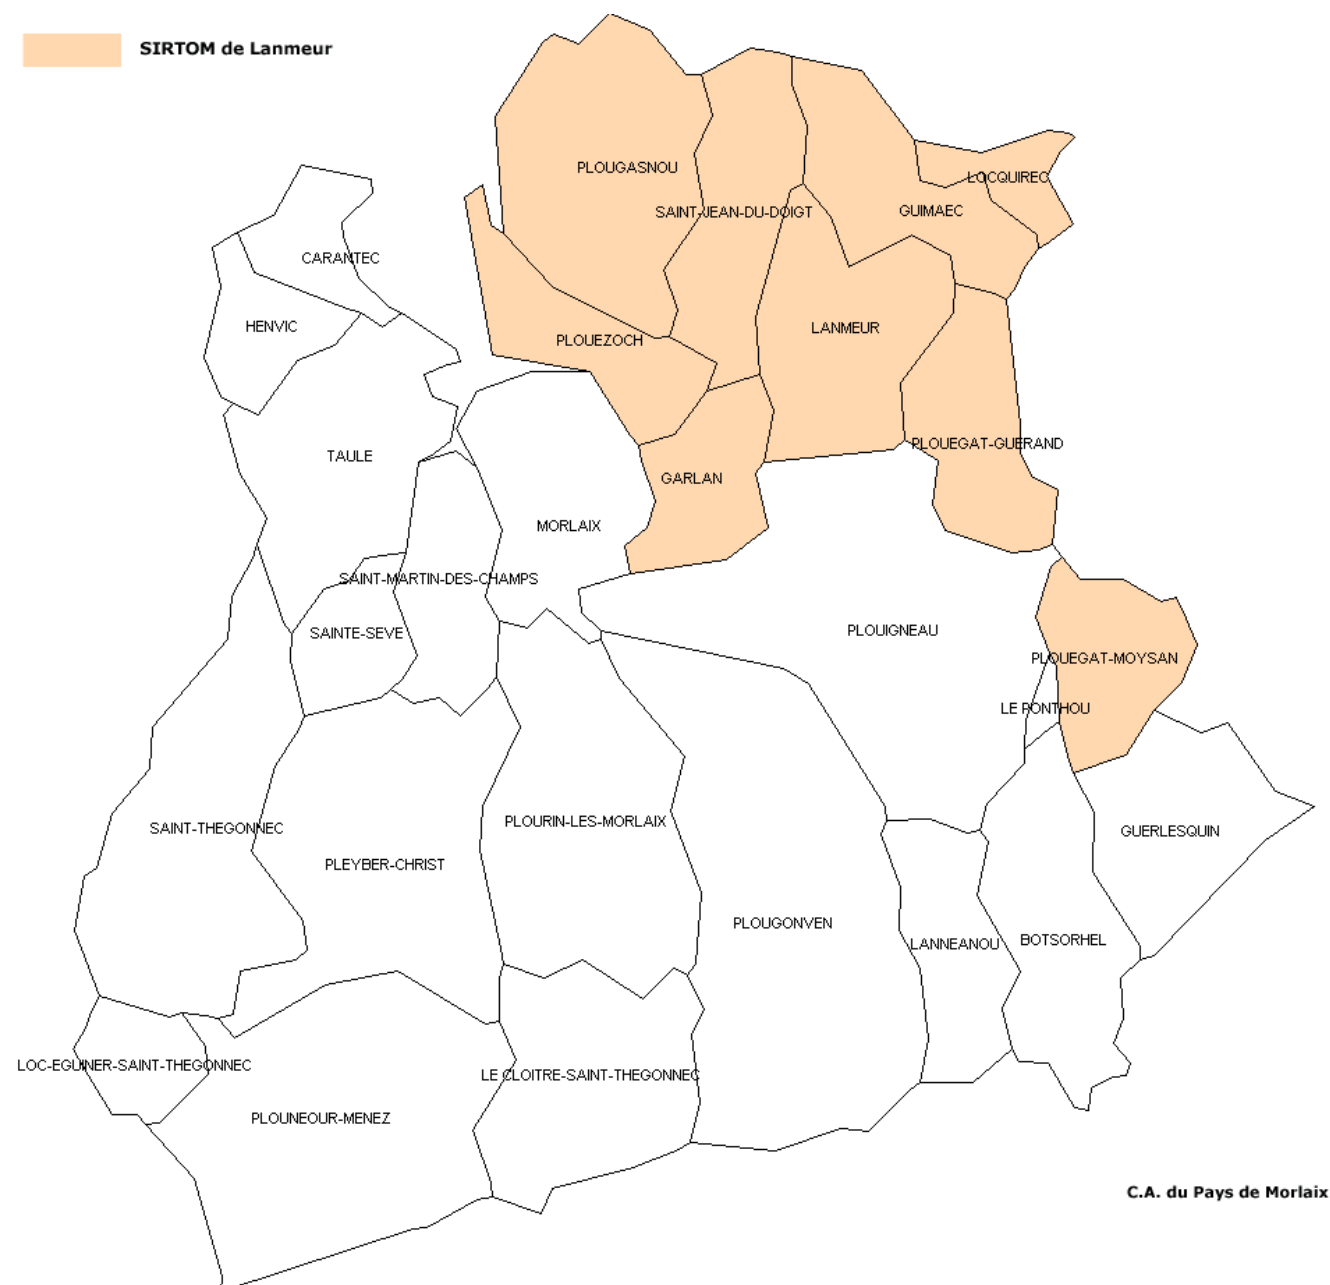 SIRTOM de Lanmeur
PLOUGASNOU
LOCQUIREC
SAINT-JEAN-DU-DOIGT
GUIMAEC
CARANTEC
HENVIC
LANMEUR
PLOUEZOCH
PLOUEGAT-GUERAND
TAULE
GARLAN
MORLAIX
SAINT-MARTIN-DES-CHAMPS
SAINTE-SEVE
PLOUIGNEAU
PLOUEGAT-MOYSAN
LE PONTHOU
PLOURIN-LES-MORLAIX
SAINT-THEGONNEC
GUERLESQUIN
PLEYBER-CHRIST
PLOUGONVEN
LANNEANOU
BOTSORHEL
LOC-EGUINER-SAINT-THEGONNEC
LE CLOITRE-SAINT-THEGONNEC
PLOUNEOUR-MENEZ
C.A. du Pays de Morlaix